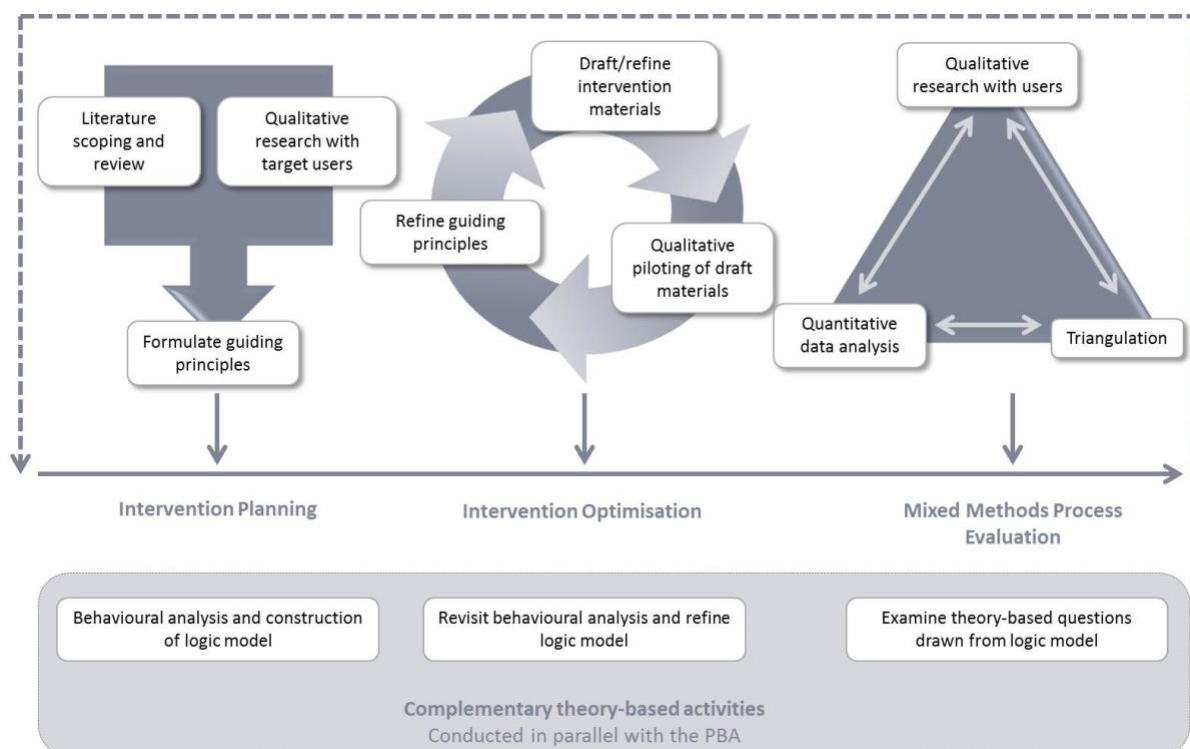 Literature
scoping and
review
Qualitative
research with
target users
Formulate guiding
principles
Draft/refine
intervention
materials
Refine guiding
principles
Qualitative
piloting of draft
materials
Qualitative
research with users
Quantitative
data analysis
Triangulation
Intervention Planning
Intervention Optimisation
Mixed Methods Process
Evaluation
Behavioural analysis and construction
of logic model
Revisit behavioural analysis and refine
logic model
Examine theory-based questions
drawn from logic model
Complementary theory-based activities
Conducted in parallel with the PBA